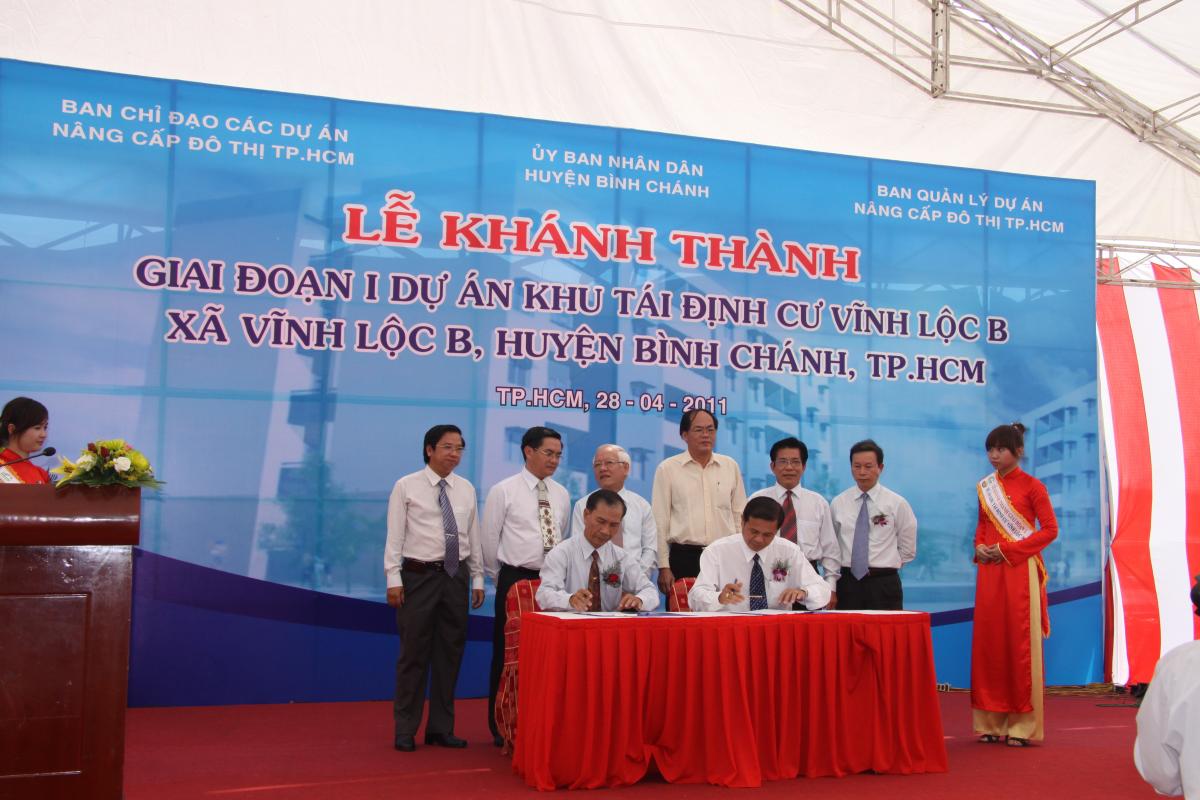 BAN CHỈ ĐẠO CÁC DỰ ÁN
NÂNG CẤP ĐÔ THỊ TP.HCM
ỦY BAN NHÂN DÂN
HUYỆN BÌNH CHÁNH
BAN QUẢN LÝ DỰ ÁN
NÂNG CẤP ĐÔ THỊ TP.HCM
LỄ KHÁNH THÀNH
GIAI ĐOẠN I DỰ ÁN KHU TÁI ĐỊNH CƯ VĨNH LỘC B
XÃ VĨNH LỘC B, HUYỆN BÌNH CHÁNH, TP.HCM
TP.HCM, 28 - 04 - 2011